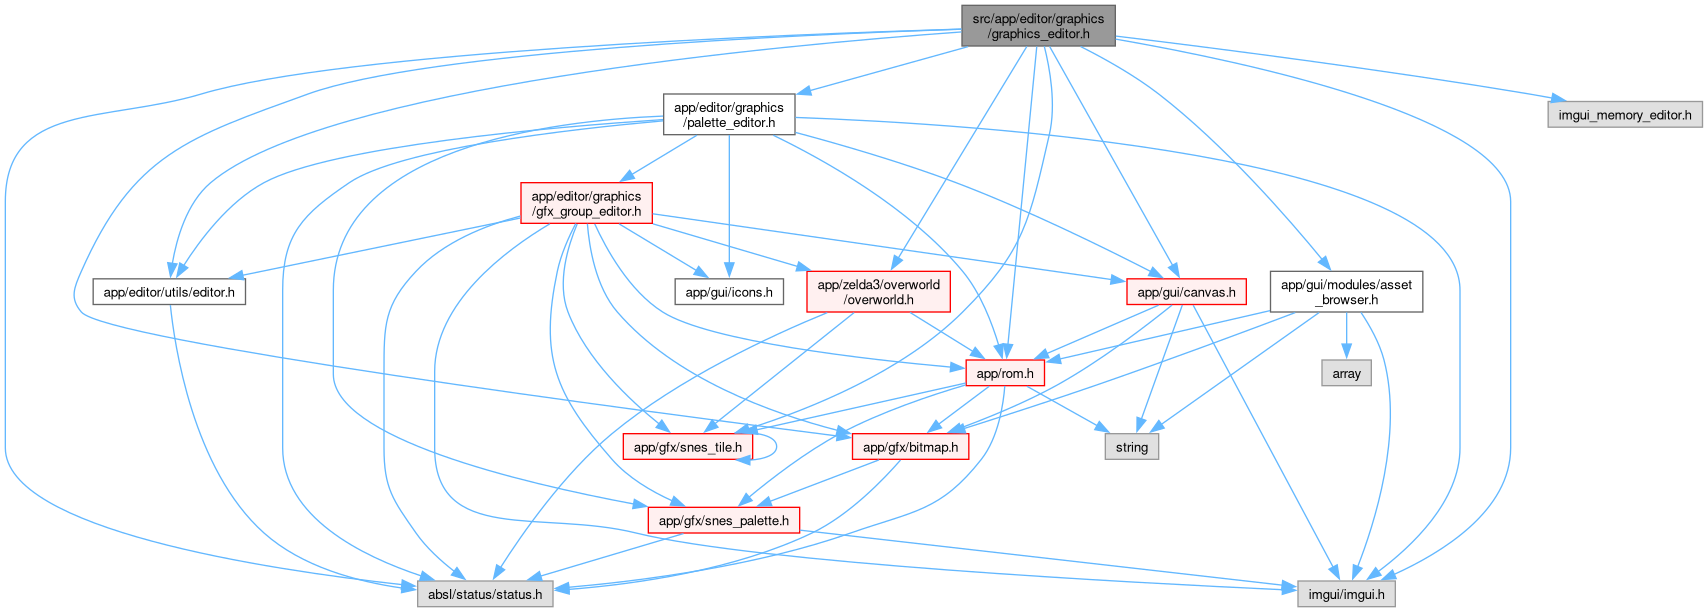 src/app/editor/graphics
/graphics_editor.h
app/editor/graphics
/palette_editor.h
imgui_memory_editor.h
app/editor/graphics
/gfx_group_editor.h
app/editor/utils/editor.h
app/gui/icons.h
app/zelda3/overworld
/overworld.h
app/gui/canvas.h
app/gui/modules/asset
_browser.h
app/rom.h
array
app/gfx/snes_tile.h
app/gfx/bitmap.h
string
app/gfx/snes_palette.h
absl/status/status.h
imgui/imgui.h